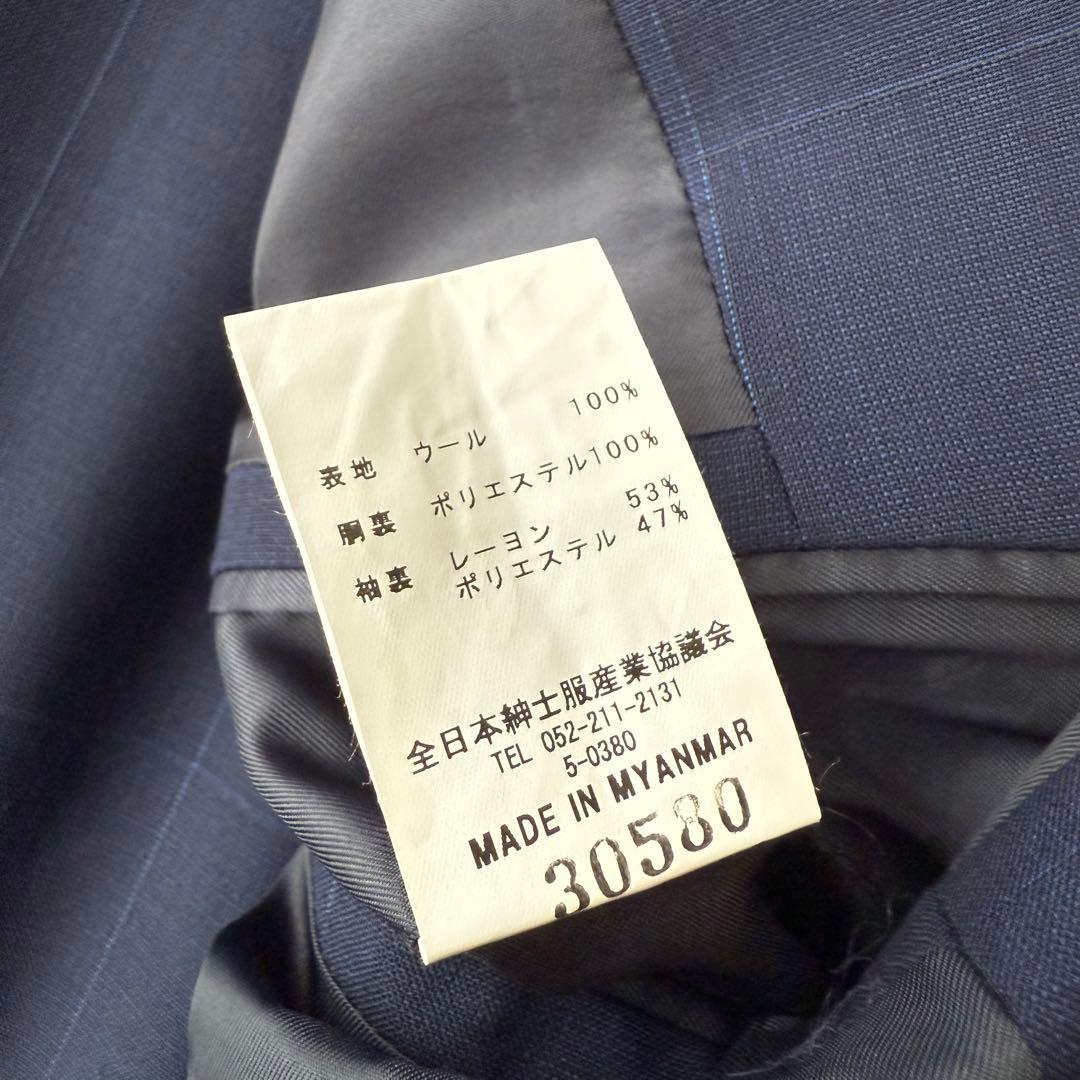 表地 ウール 100%
胴裏 ポリエステル100%
袖裏 レーヨン 53%
ポリエステル 47%
全日本紳士服産業協議会
TEL 052-211-2131
5-0380
MADE IN MYANMAR
30580